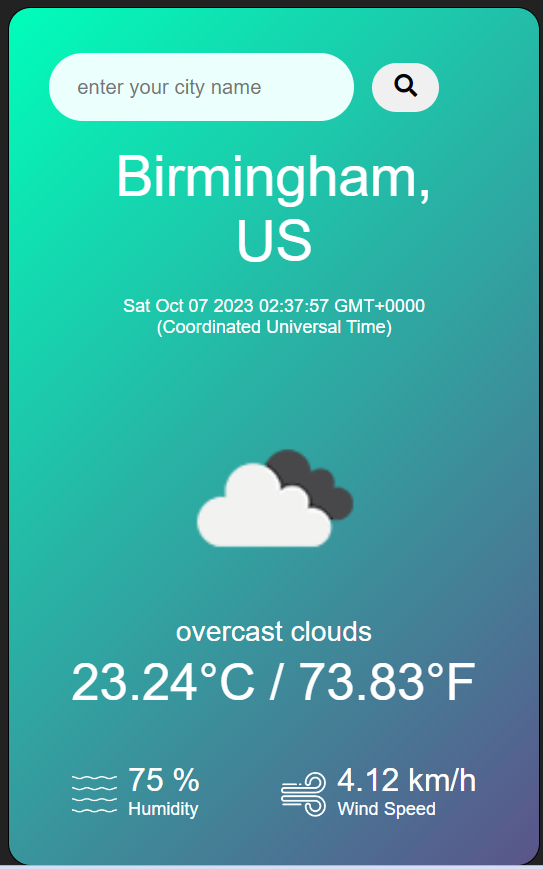 enter your city name
Birmingham,
US
Sat Oct 07 2023 02:37:57 GMT+0000
(Coordinated Universal Time)
overcast clouds
23.24°C / 73.83°F
75 %
Humidity
4.12 km/h
Wind Speed